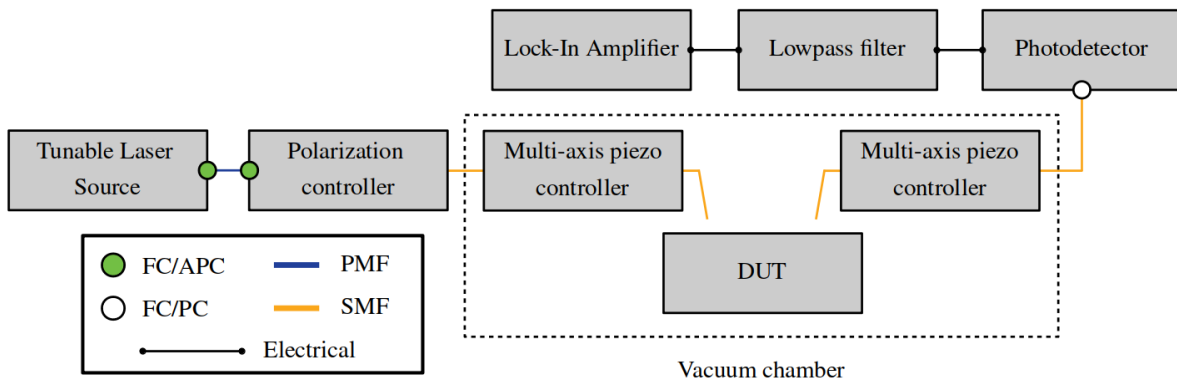 Lock-In Amplifier
Lowpass filter
Photodetector
Tunable Laser
Source
Polarization
controller
Multi-axis piezo
controller
Multi-axis piezo
controller
DUT
FC/APC
PMF
FC/PC
SMF
Electrical
Vacuum chamber